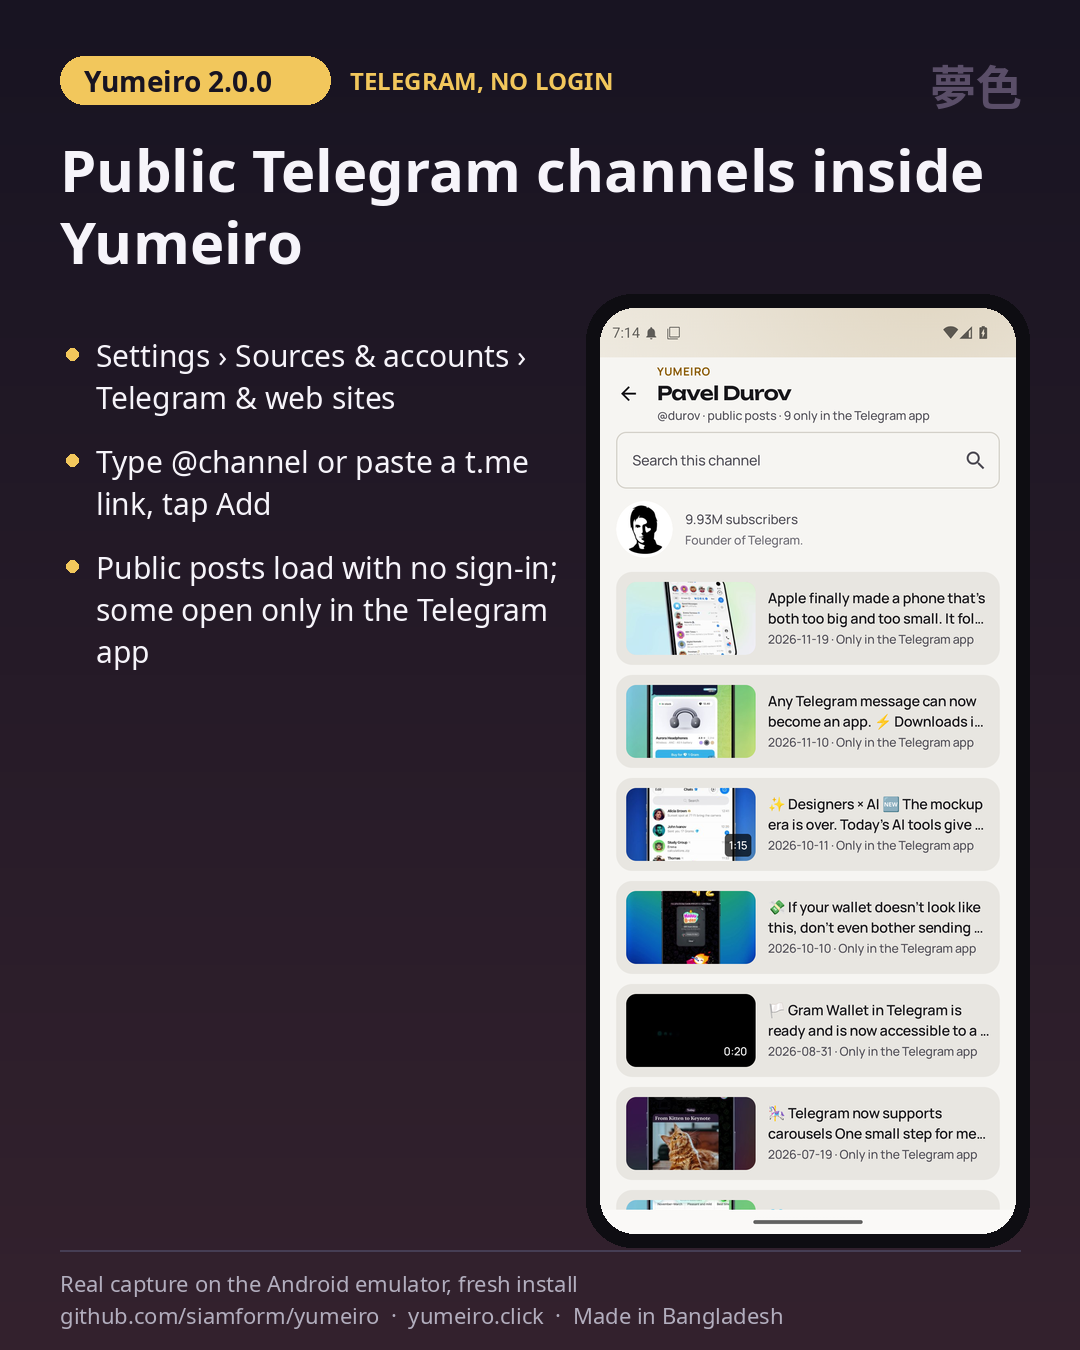 Yumeiro 2.0.0
TELEGRAM, NO LOGIN
夢色
Public Telegram channels inside
Yumeiro
Settings › Sources & accounts ›
Telegram & web sites
Type @channel or paste a t.me
link, tap Add
Public posts load with no sign-in;
some open only in the Telegram
app
7:14
YUMEIRO
Pavel Durov
@durov · public posts · 9 only in the Telegram app
Search this channel
9.93M subscribers
Founder of Telegram.
Apple finally made a phone that's
both too big and too small. It fol…
2026-11-19 · Only in the Telegram app
Any Telegram message can now
become an app. ⚡ Downloads i…
2026-11-10 · Only in the Telegram app
1:15
✨ Designers × AI 🆕 The mockup
era is over. Today's AI tools give …
2026-10-11 · Only in the Telegram app
💸 If your wallet doesn't look like
this, don't even bother sending …
2026-10-10 · Only in the Telegram app
0:20
🏳️ Gram Wallet in Telegram is
ready and is now accessible to a …
2026-08-31 · Only in the Telegram app
From Kitten to Keynote
🎠 Telegram now supports
carousels One small step for me…
2026-07-19 · Only in the Telegram app
Real capture on the Android emulator, fresh install
github.com/siamform/yumeiro · yumeiro.click · Made in Bangladesh